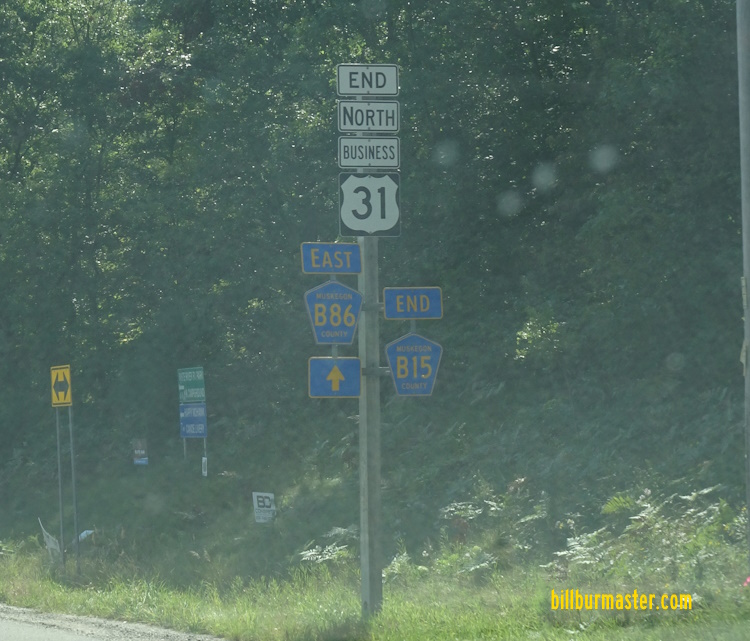 END
NORTH
BUSINESS
31
EAST
MUSKEGON
B86
COUNTY
END
MUSKEGON
B15
COUNTY
billburmaster.com